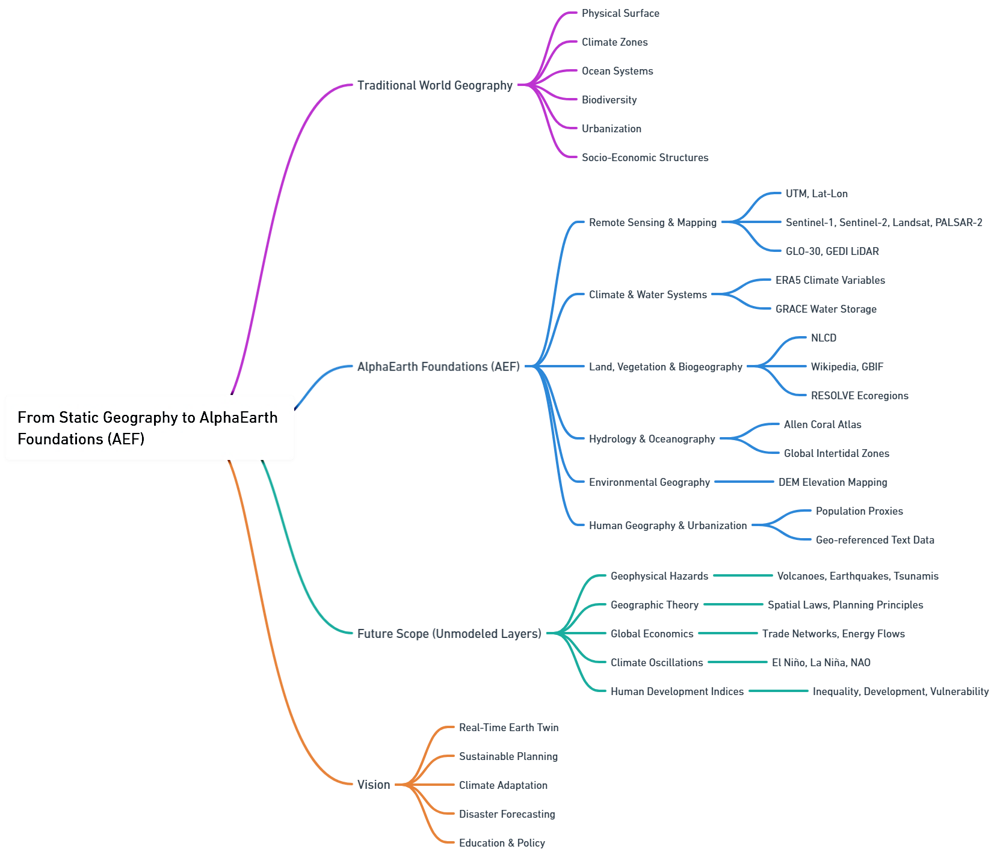 From Static Geography to AlphaEarth
Foundations (AEF)
Traditional World Geography
Physical Surface
Climate Zones
Ocean Systems
Biodiversity
Urbanization
Socio-Economic Structures
AlphaEarth Foundations (AEF)
Remote Sensing & Mapping
UTM, Lat-Lon
Sentinel-1, Sentinel-2, Landsat, PALSAR-2
GLO-30, GEDI LiDAR
Climate & Water Systems
ERA5 Climate Variables
GRACE Water Storage
Land, Vegetation & Biogeography
NLCD
Wikipedia, GBIF
RESOLVE Ecoregions
Hydrology & Oceanography
Allen Coral Atlas
Global Intertidal Zones
Environmental Geography
DEM Elevation Mapping
Human Geography & Urbanization
Population Proxies
Geo-referenced Text Data
Future Scope (Unmodeled Layers)
Geophysical Hazards
Volcanoes, Earthquakes, Tsunamis
Geographic Theory
Spatial Laws, Planning Principles
Global Economics
Trade Networks, Energy Flows
Climate Oscillations
El Niño, La Niña, NAO
Human Development Indices
Inequality, Development, Vulnerability
Vision
Real-Time Earth Twin
Sustainable Planning
Climate Adaptation
Disaster Forecasting
Education & Policy